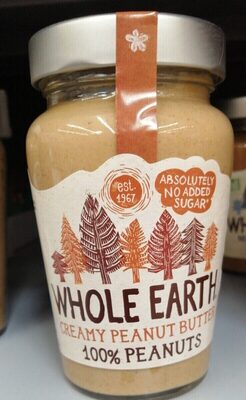 est.
1967
ABSOLUTELY
NO ADDED
SUGAR*
WHOLE EARTH
CREAMY PEANUT BUTTER
100% PEANUTS